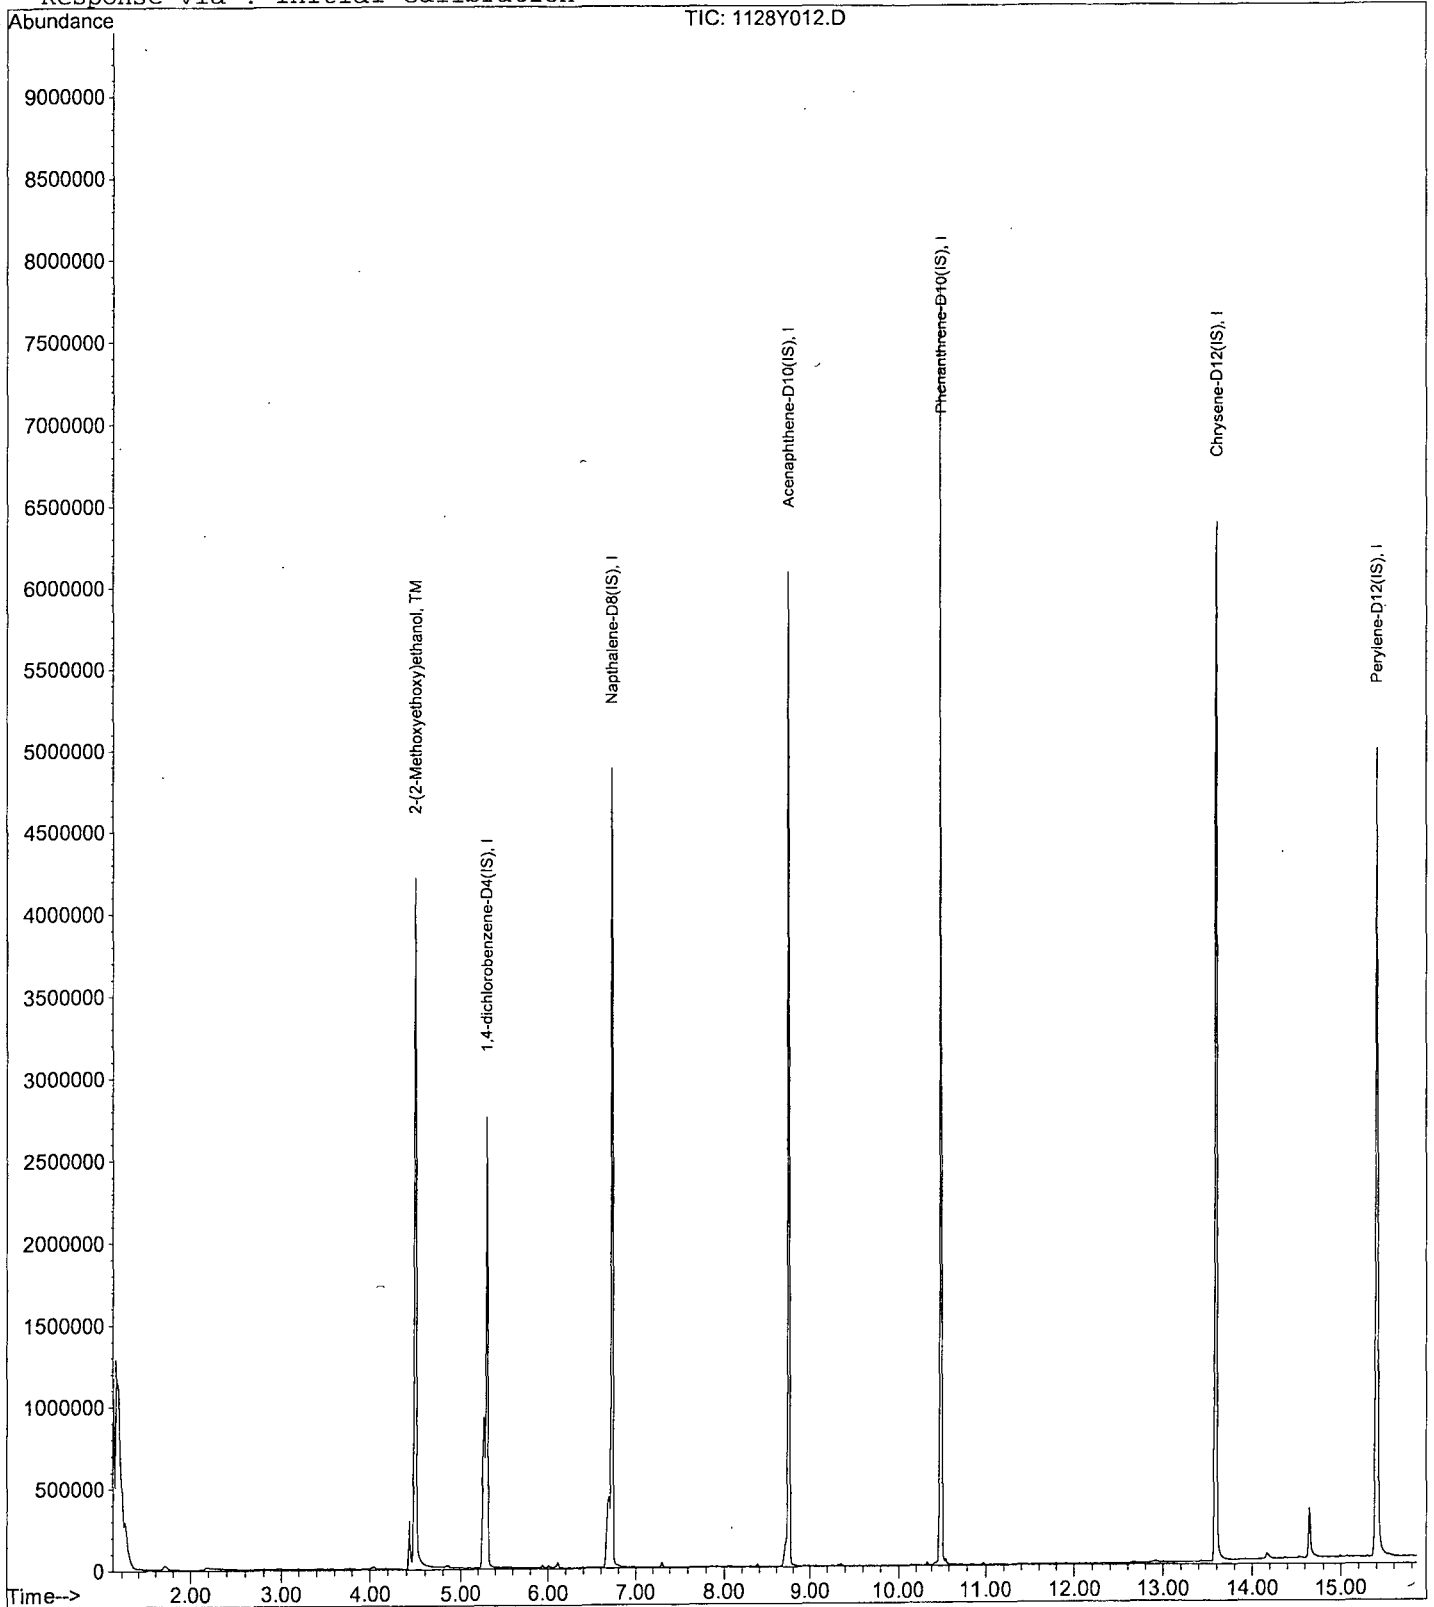 Response via : Initial Calibration
Abundance
TIC: 1128Y012.D
9000000
8500000
8000000
7500000
7000000
6500000
6000000
5500000
5000000
4500000
4000000
3500000
3000000
2500000
2000000
1500000
1000000
500000
0
2-(2-Methoxyethoxy)ethanol, TM
1,4-dichlorobenzene-D4(IS), I
Napthalene-D8(IS), I
Acenaphthene-D10(IS), I
Phenanthrene-D10(IS), I
Chrysene-D12(IS), I
Perylene-D12(IS), I
Time-->
2.00 3.00 4.00 5.00 6.00 7.00 8.00 9.00 10.00 11.00 12.00 13.00 14.00 15.00